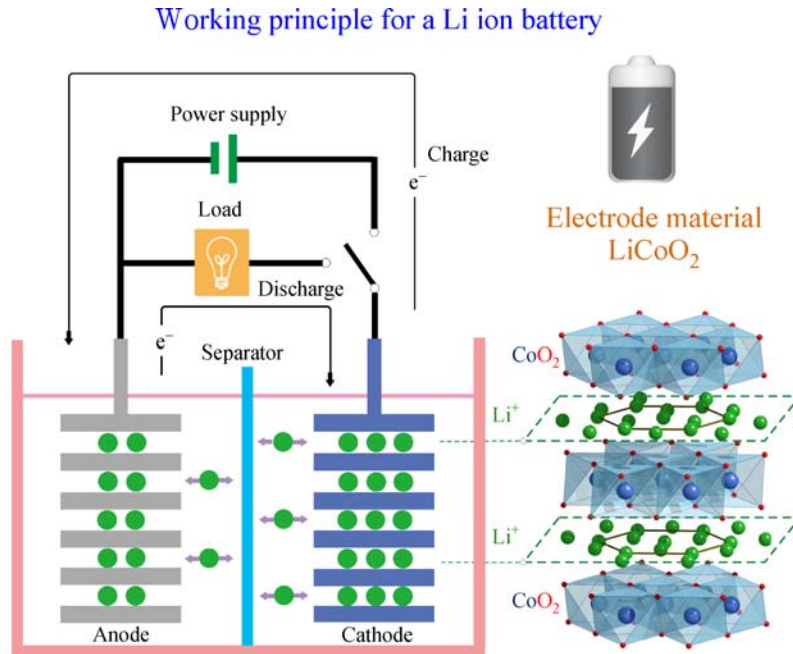 Working principle for a Li ion battery
Power supply
Charge
e⁻
Load
Discharge
e⁻
Separator
Anode
Cathode
Electrode material
LiCoO₂
CoO₂
Li⁺
Li⁺
CoO₂